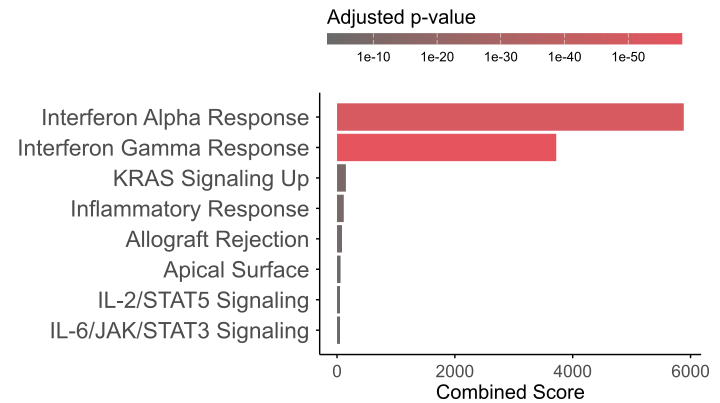 Adjusted p-value
1e-10 1e-20 1e-30 1e-40 1e-50
Interferon Alpha Response
Interferon Gamma Response
KRAS Signaling Up
Inflammatory Response
Allograft Rejection
Apical Surface
IL-2/STAT5 Signaling
IL-6/JAK/STAT3 Signaling
0 2000 4000 6000
Combined Score